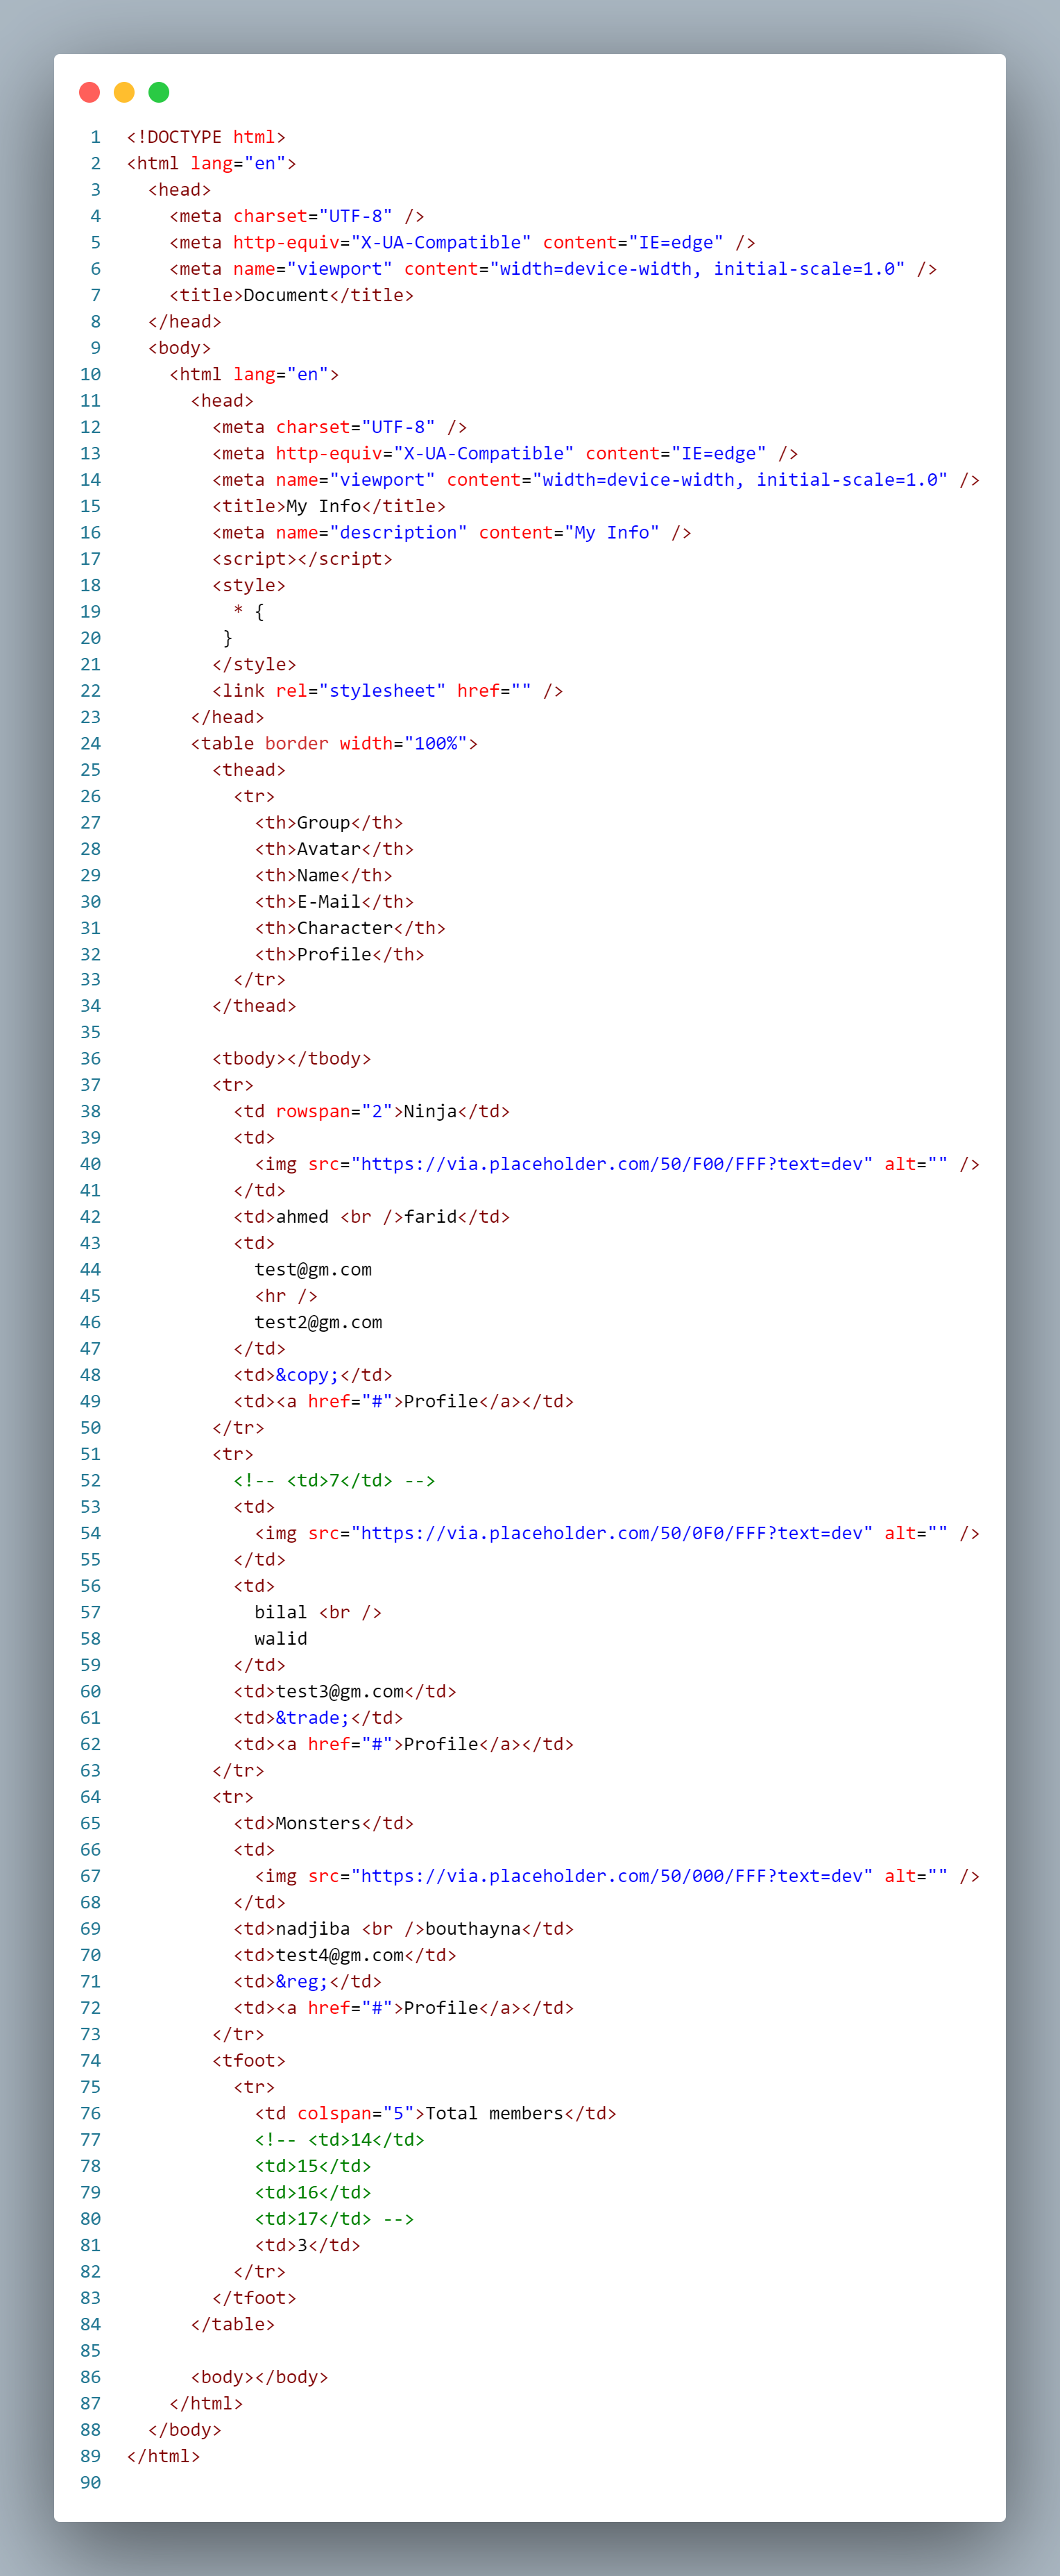 1 <!DOCTYPE html>
2 <html lang="en">
3   <head>
4     <meta charset="UTF-8" />
5     <meta http-equiv="X-UA-Compatible" content="IE=edge" />
6     <meta name="viewport" content="width=device-width, initial-scale=1.0" />
7     <title>Document</title>
8   </head>
9   <body>
10     <html lang="en">
11       <head>
12         <meta charset="UTF-8" />
13         <meta http-equiv="X-UA-Compatible" content="IE=edge" />
14         <meta name="viewport" content="width=device-width, initial-scale=1.0" />
15         <title>My Info</title>
16         <meta name="description" content="My Info" />
17         <script></script>
18         <style>
19           * {
20          }
21         </style>
22         <link rel="stylesheet" href="" />
23       </head>
24       <table border width="100%">
25         <thead>
26           <tr>
27             <th>Group</th>
28             <th>Avatar</th>
29             <th>Name</th>
30             <th>E-Mail</th>
31             <th>Character</th>
32             <th>Profile</th>
33           </tr>
34         </thead>
35
36         <tbody></tbody>
37         <tr>
38           <td rowspan="2">Ninja</td>
39           <td>
40             <img src="https://via.placeholder.com/50/F00/FFF?text=dev" alt="" />
41           </td>
42           <td>ahmed <br />farid</td>
43           <td>
44             test@gm.com
45             <hr />
46             test2@gm.com
47           </td>
48           <td>&copy;</td>
49           <td><a href="#">Profile</a></td>
50         </tr>
51         <tr>
52           <!-- <td>7</td> -->
53           <td>
54             <img src="https://via.placeholder.com/50/0F0/FFF?text=dev" alt="" />
55           </td>
56           <td>
57             bilal <br />
58             walid
59           </td>
60           <td>test3@gm.com</td>
61           <td>&trade;</td>
62           <td><a href="#">Profile</a></td>
63         </tr>
64         <tr>
65           <td>Monsters</td>
66           <td>
67             <img src="https://via.placeholder.com/50/000/FFF?text=dev" alt="" />
68           </td>
69           <td>nadjiba <br />bouthayna</td>
70           <td>test4@gm.com</td>
71           <td>&reg;</td>
72           <td><a href="#">Profile</a></td>
73         </tr>
74         <tfoot>
75           <tr>
76             <td colspan="5">Total members</td>
77             <!-- <td>14</td>
78             <td>15</td>
79             <td>16</td>
80             <td>17</td> -->
81             <td>3</td>
82           </tr>
83         </tfoot>
84       </table>
85
86       <body></body>
87     </html>
88   </body>
89 </html>
90